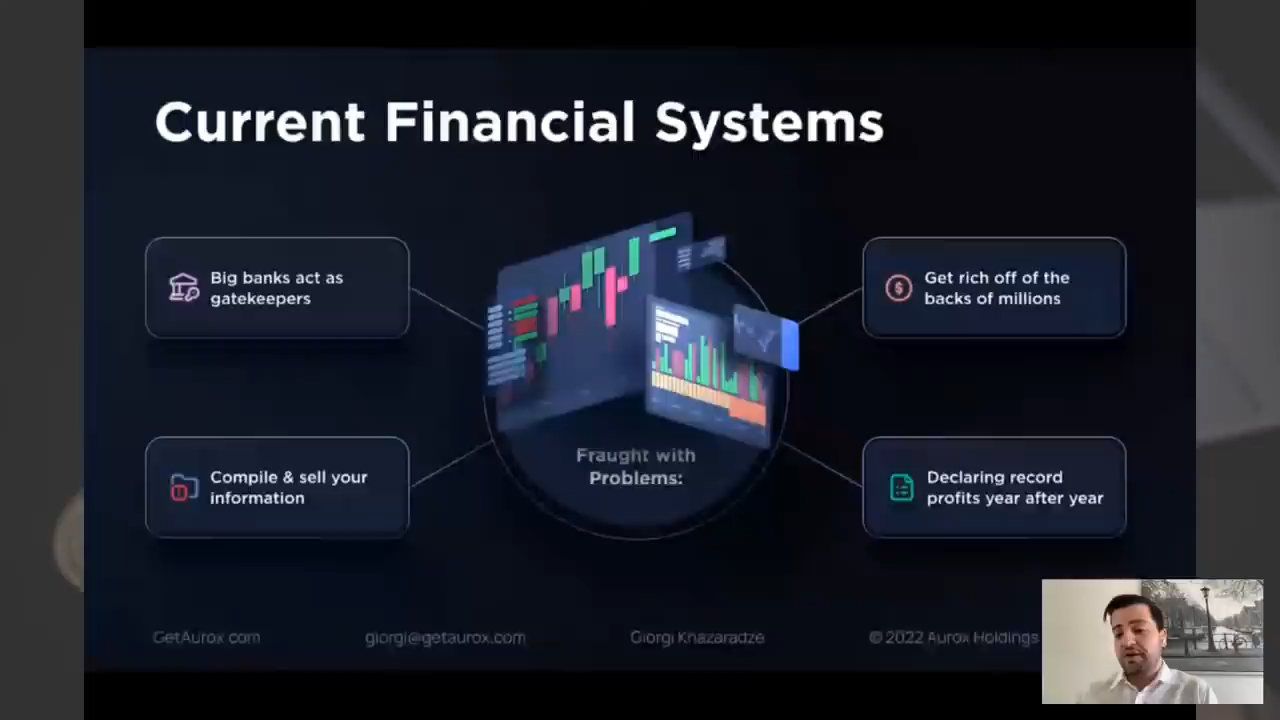 Current Financial Systems
Big banks act as
gatekeepers
Get rich off of the
backs of millions
Fraught with
Problems:
Compile & sell your
information
Declaring record
profits year after year
GetAurox com
giorgi@getaurox.com
Giorgi Khazaradze
© 2022 Aurox Holdings